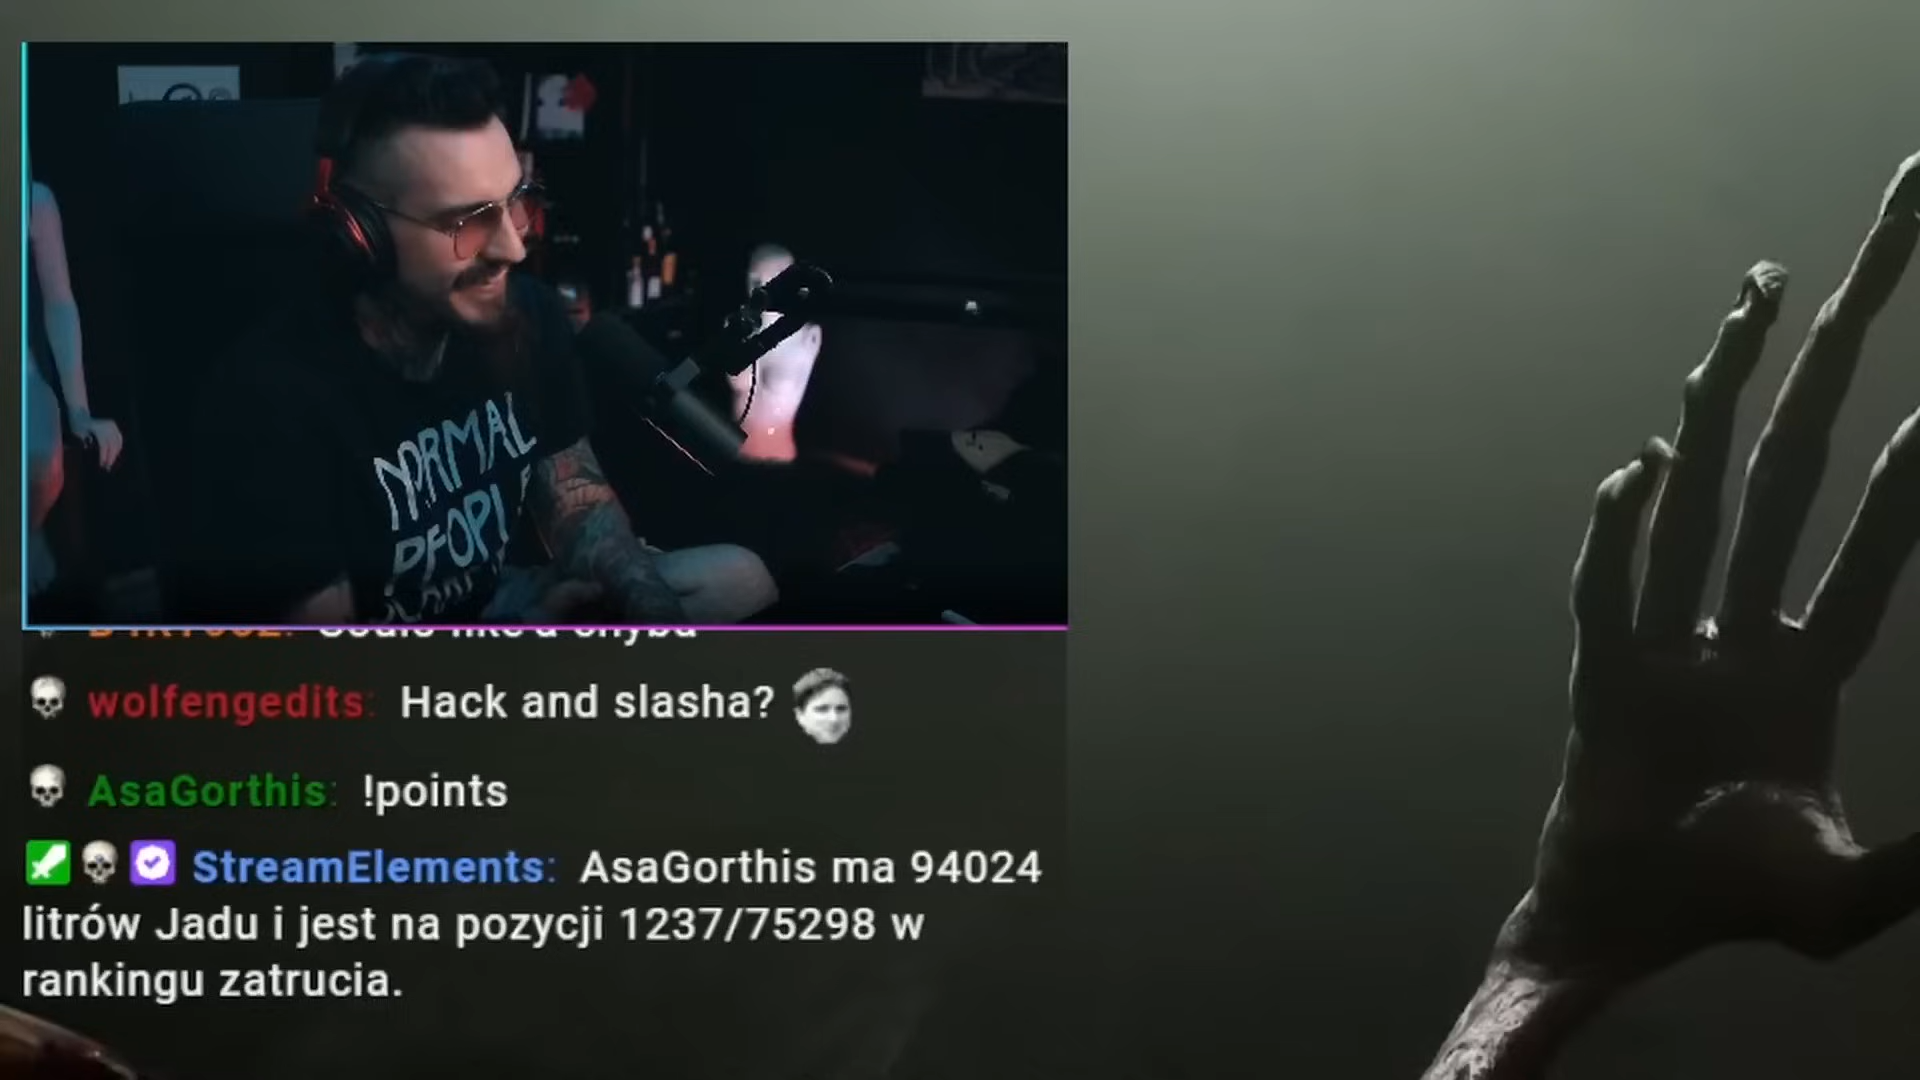 NORMAL
PEOPLE
wolfengedits: Hack and slasha?
AsaGorthis: !points
StreamElements: AsaGorthis ma 94024
litrów Jadu i jest na pozycji 1237/75298 w
rankingu zatrucia.